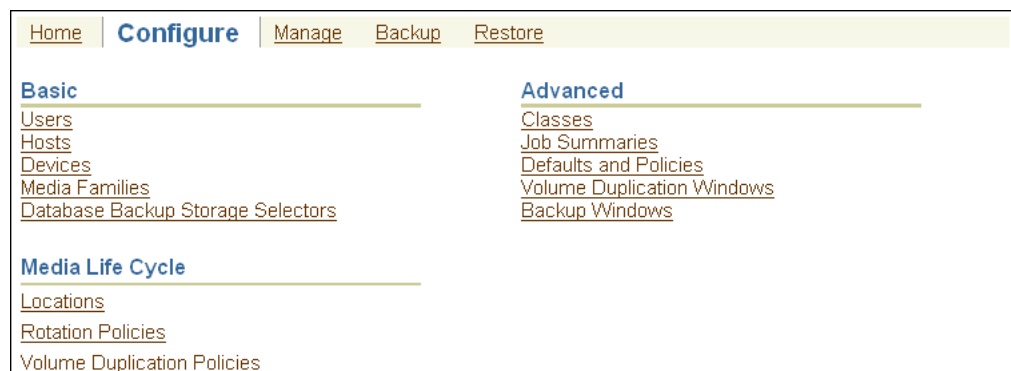 Home Configure Manage Backup Restore
Basic
Users
Hosts
Devices
Media Families
Database Backup Storage Selectors
Advanced
Classes
Job Summaries
Defaults and Policies
Volume Duplication Windows
Backup Windows
Media Life Cycle
Locations
Rotation Policies
Volume Duplication Policies